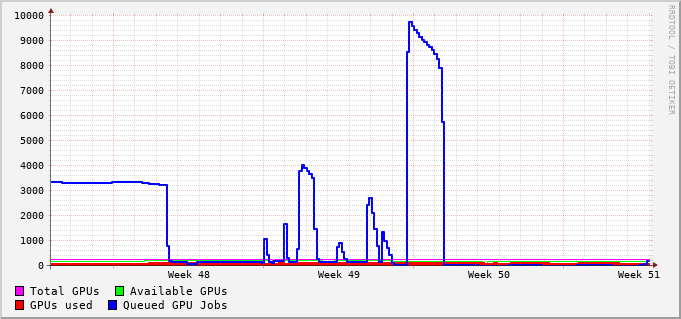 10000
9000
8000
7000
6000
5000
4000
3000
2000
1000
0
Week 48 Week 49 Week 50 Week 51
Total GPUs Available GPUs
GPUs used Queued GPU Jobs
RRDTOOL / TOBI OETIKER